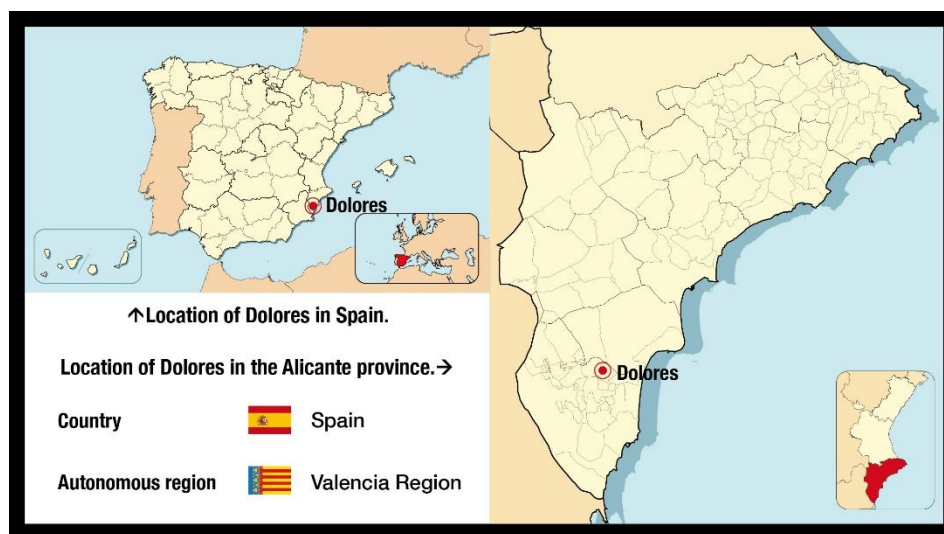 Dolores
↑Location of Dolores in Spain.
Location of Dolores in the Alicante province.→
Country Spain
Autonomous region Valencia Region
Dolores